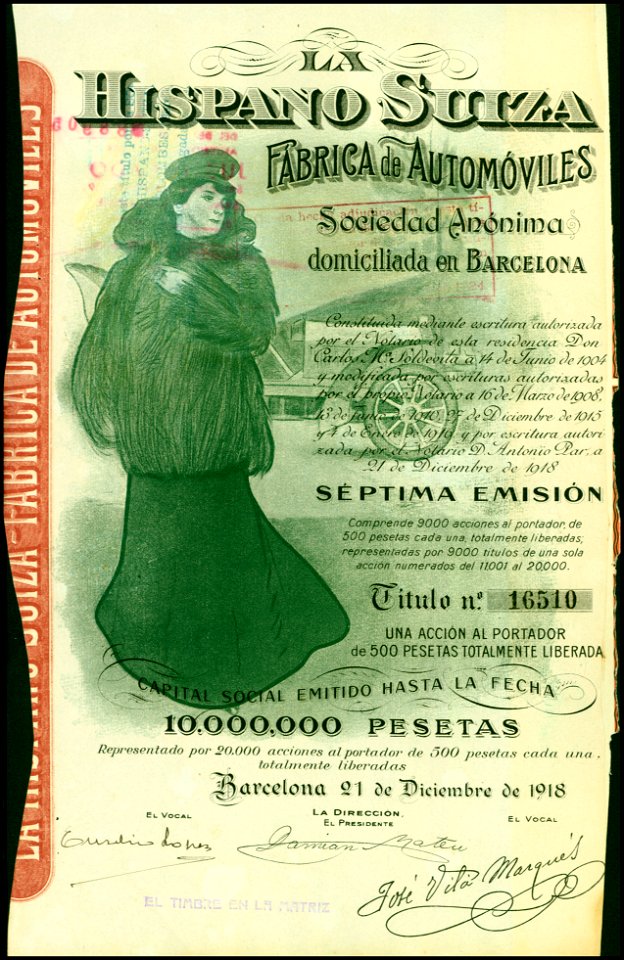 LA
HISPANO SUIZA
FÁBRICA de AUTOMÓVILES
Sociedad Anónima
domiciliada en BARCELONA
Constituida mediante escritura autorizada
por el Notario de esta residencia Don
Carlos Mª Soldevila a 14 de Junio de 1904
y modificada por escrituras autorizadas
por el propio Notario a 16 de Marzo de 1908,
de Junio de 1910, 27 de Diciembre de 1915
y 4 de Enero de 1916 y por escritura autori
zada por el Notario D. Antonio Par, a
21 de Diciembre de 1918
SÉPTIMA EMISIÓN
Comprende 9000 acciones al portador, de
500 pesetas cada una, totalmente liberadas;
representadas por 9000 títulos de una sola
acción numerados del 11.001 al 20.000.
Título n.º 16510
UNA ACCIÓN AL PORTADOR
de 500 PESETAS TOTALMENTE LIBERADA
CAPITAL SOCIAL EMITIDO HASTA LA FECHA
10.000,000 PESETAS
Representado por 20.000 acciones al portador de 500 pesetas cada una,
totalmente liberadas
Barcelona 21 de Diciembre de 1918
EL VOCAL
LA DIRECCIÓN,
EL PRESIDENTE
EL VOCAL
Damián Mateu
José Vilá Marqués
EL TIMBRE EN LA MATRIZ
LA HISPANO SUIZA - FÁBRICA DE AUTOMÓVILES